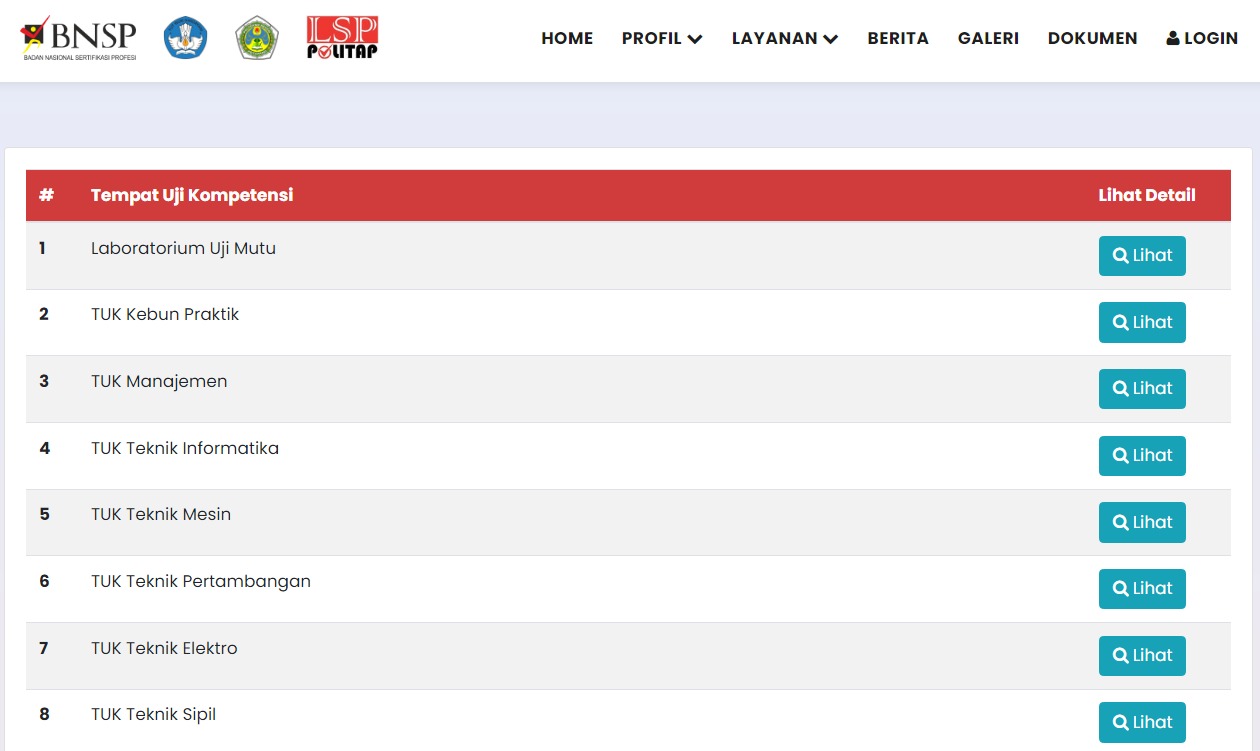 BNSP
BADAN NASIONAL SERTIFIKASI PROFESI
LSP
POLITAP
HOME PROFIL LAYANAN BERITA GALERI DOKUMEN LOGIN
# Tempat Uji Kompetensi Lihat Detail
1 Laboratorium Uji Mutu Lihat
2 TUK Kebun Praktik Lihat
3 TUK Manajemen Lihat
4 TUK Teknik Informatika Lihat
5 TUK Teknik Mesin Lihat
6 TUK Teknik Pertambangan Lihat
7 TUK Teknik Elektro Lihat
8 TUK Teknik Sipil Lihat